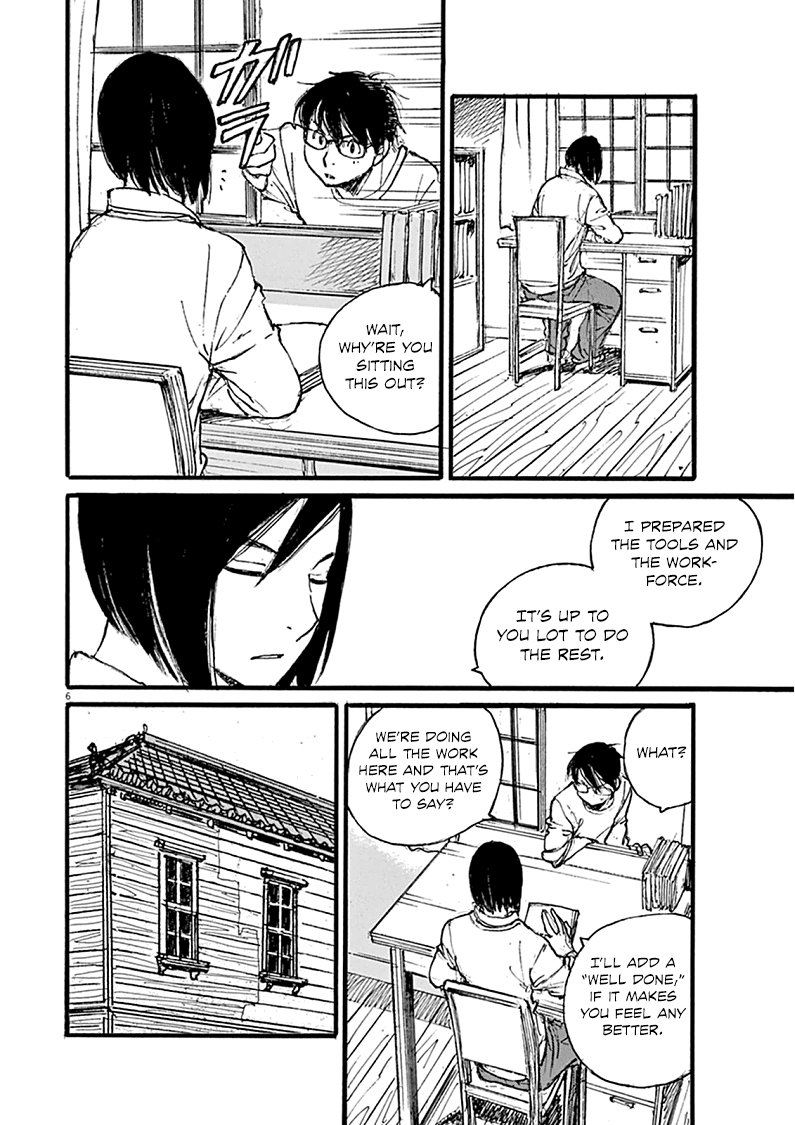 ガラ
WAIT,
WHY'RE YOU
SITTING
THIS OUT?
I PREPARED
THE TOOLS AND
THE WORK-
FORCE.
IT'S UP TO
YOU LOT TO DO
THE REST.
6
WHAT?
WE'RE DOING
ALL THE WORK
HERE AND THAT'S
WHAT YOU HAVE
TO SAY?
I'LL ADD A
"WELL DONE,"
IF IT MAKES
YOU FEEL ANY
BETTER.